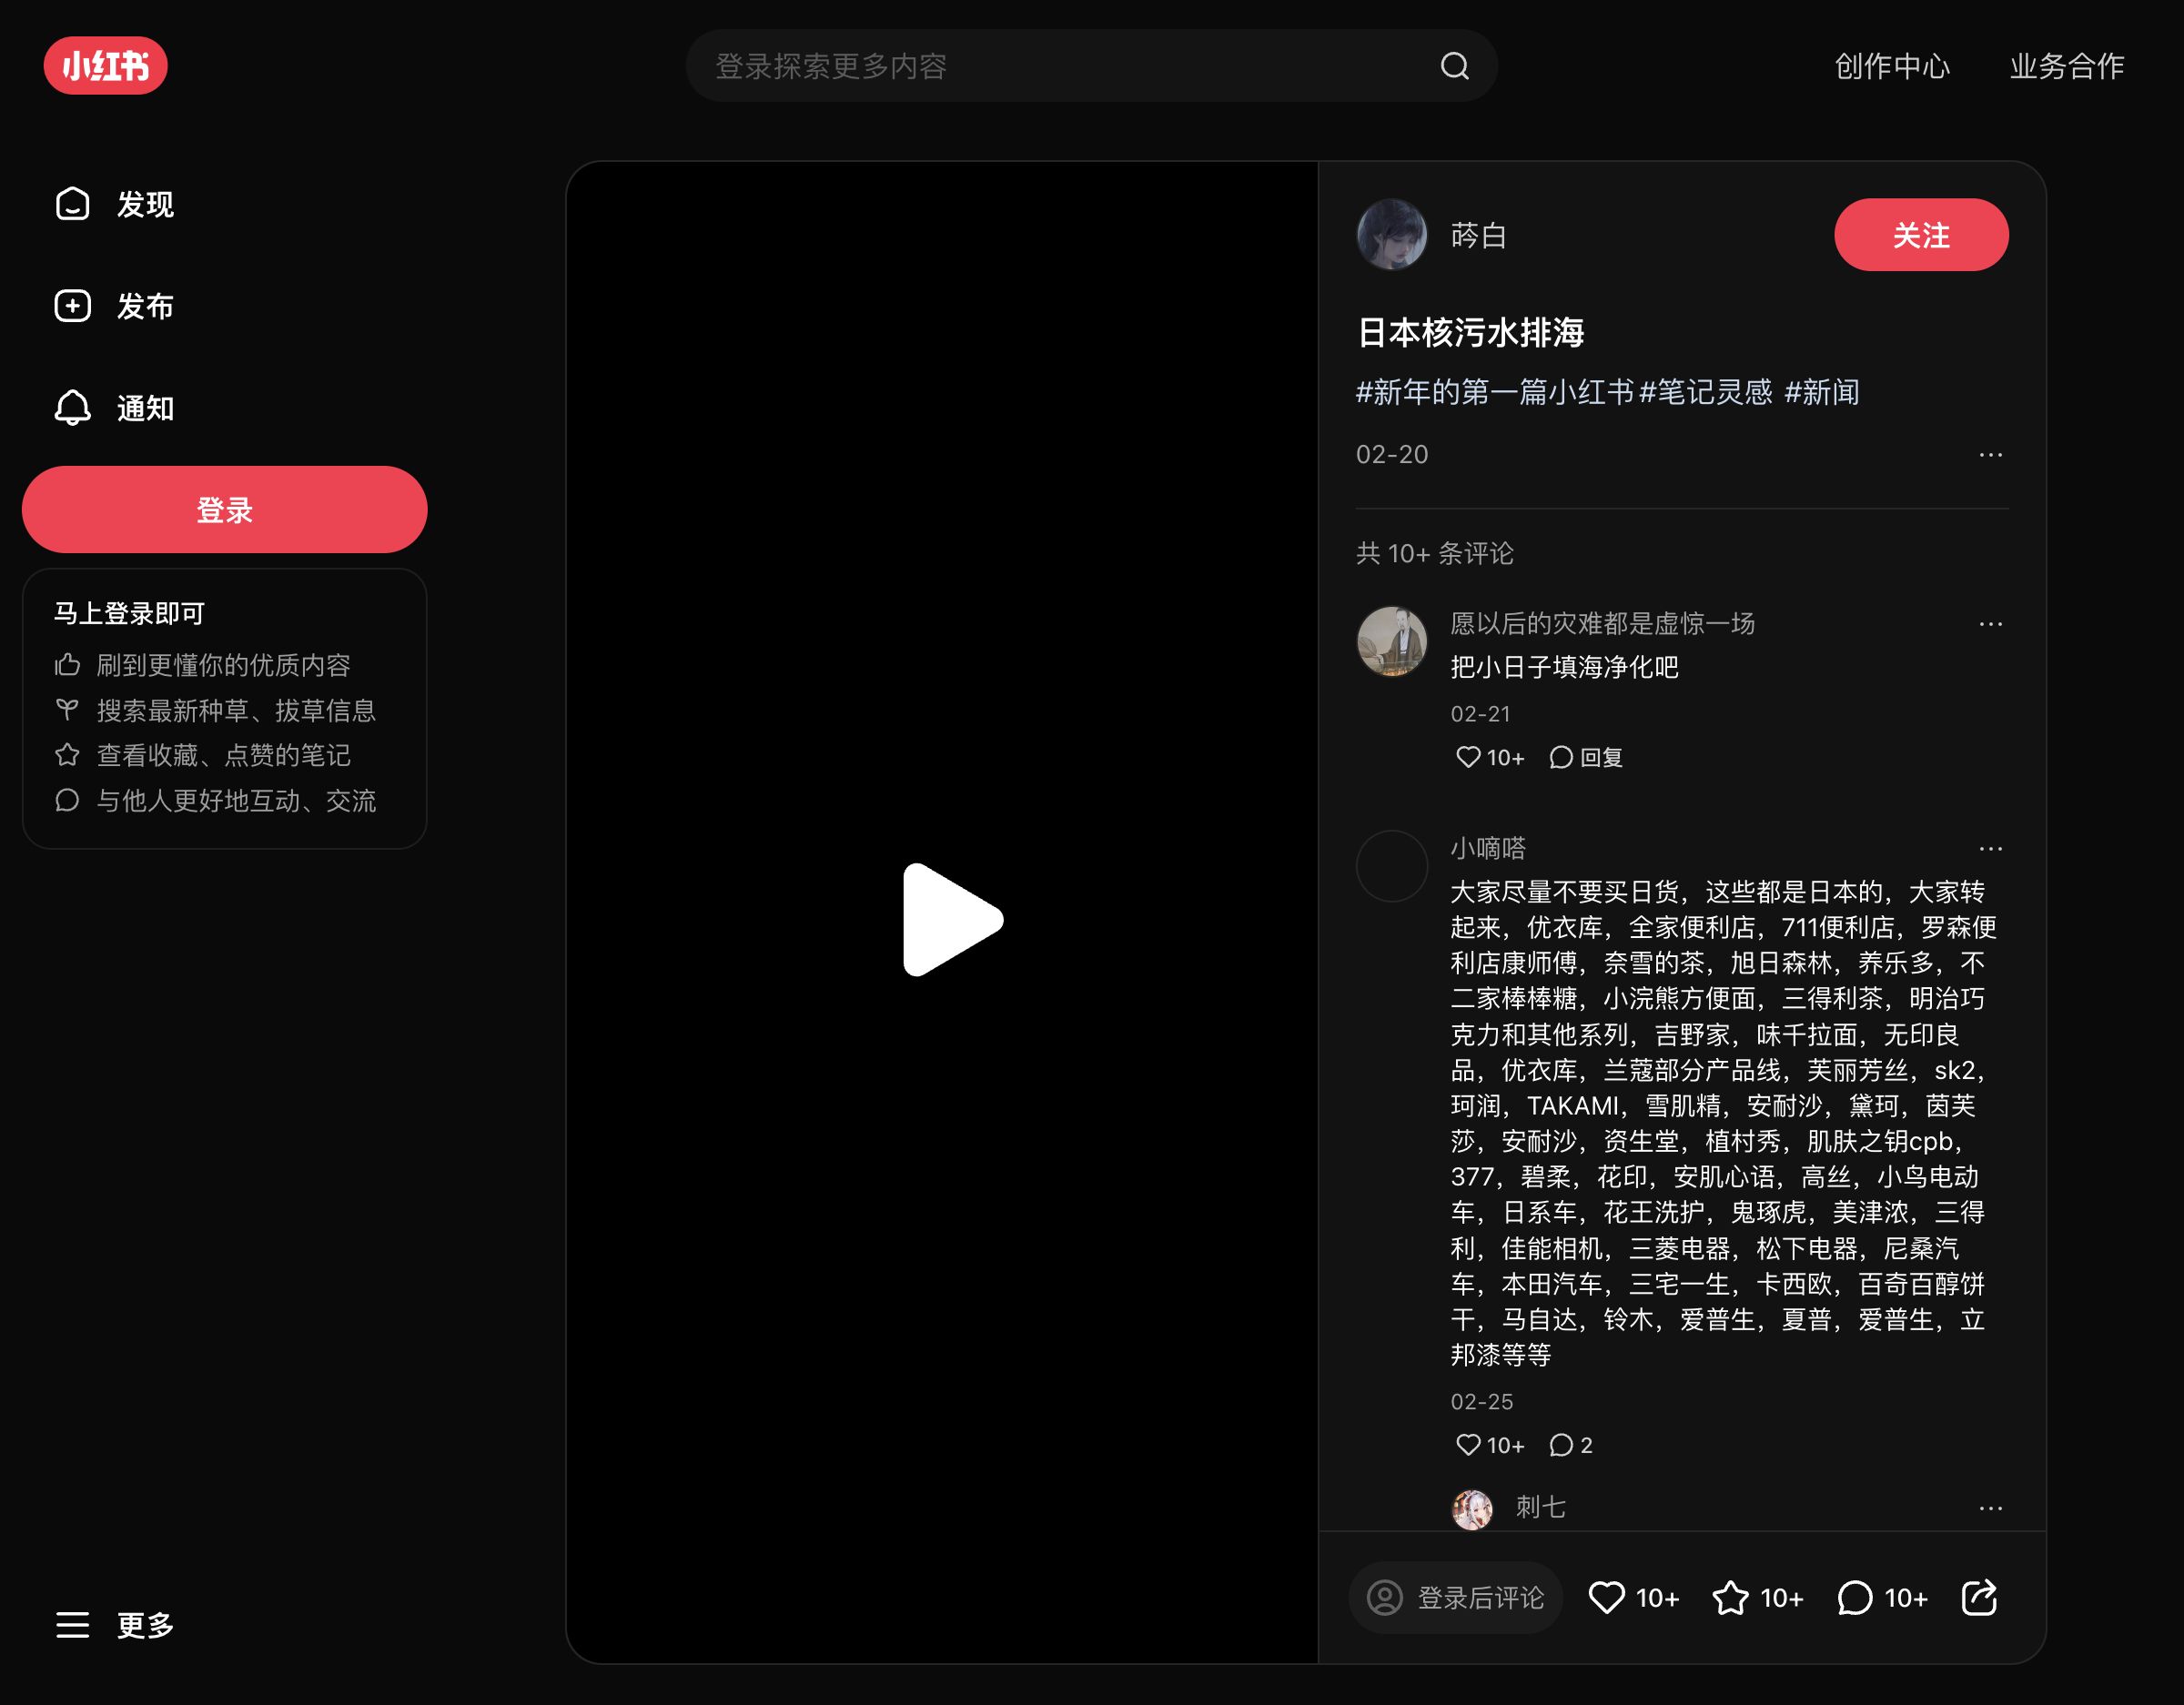 小红书
登录探索更多内容
创作中心
业务合作
发现
发布
通知
登录
马上登录即可
刷到更懂你的优质内容
搜索最新种草、拔草信息
查看收藏、点赞的笔记
与他人更好地互动、交流
更多
蒶白
关注
日本核污水排海
#新年的第一篇小红书 #笔记灵感 #新闻
02-20
共 10+ 条评论
愿以后的灾难都是虚惊一场
把小日子填海净化吧
02-21
10+ 回复
小嘀嗒
大家尽量不要买日货，这些都是日本的，大家转
起来，优衣库，全家便利店，711便利店，罗森便
利店康师傅，奈雪的茶，旭日森林，养乐多，不
二家棒棒糖，小浣熊方便面，三得利茶，明治巧
克力和其他系列，吉野家，味千拉面，无印良
品，优衣库，兰蔻部分产品线，芙丽芳丝，sk2，
珂润，TAKAMI，雪肌精，安耐沙，黛珂，茵芙
莎，安耐沙，资生堂，植村秀，肌肤之钥cpb，
377，碧柔，花印，安肌心语，高丝，小鸟电动
车，日系车，花王洗护，鬼琢虎，美津浓，三得
利，佳能相机，三菱电器，松下电器，尼桑汽
车，本田汽车，三宅一生，卡西欧，百奇百醇饼
干，马自达，铃木，爱普生，夏普，爱普生，立
邦漆等等
02-25
10+ 2
刺七
登录后评论
10+ 10+ 10+